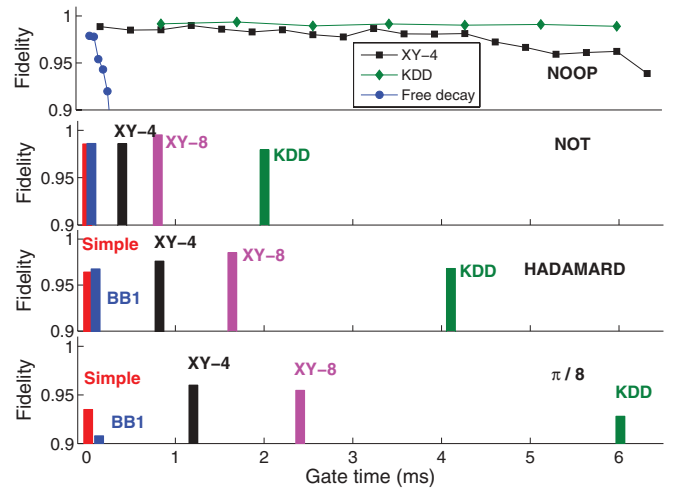 Fidelity
1
0.95
0.9
XY−4
KDD
Free decay
NOOP
Fidelity
1
0.95
0.9
XY−4
XY−8
KDD
NOT
Fidelity
1
0.95
0.9
Simple
BB1
XY−4
XY−8
KDD
HADAMARD
Fidelity
1
0.95
0.9
Simple
BB1
XY−4
XY−8
π / 8
KDD
0 1 2 3 4 5 6
Gate time (ms)